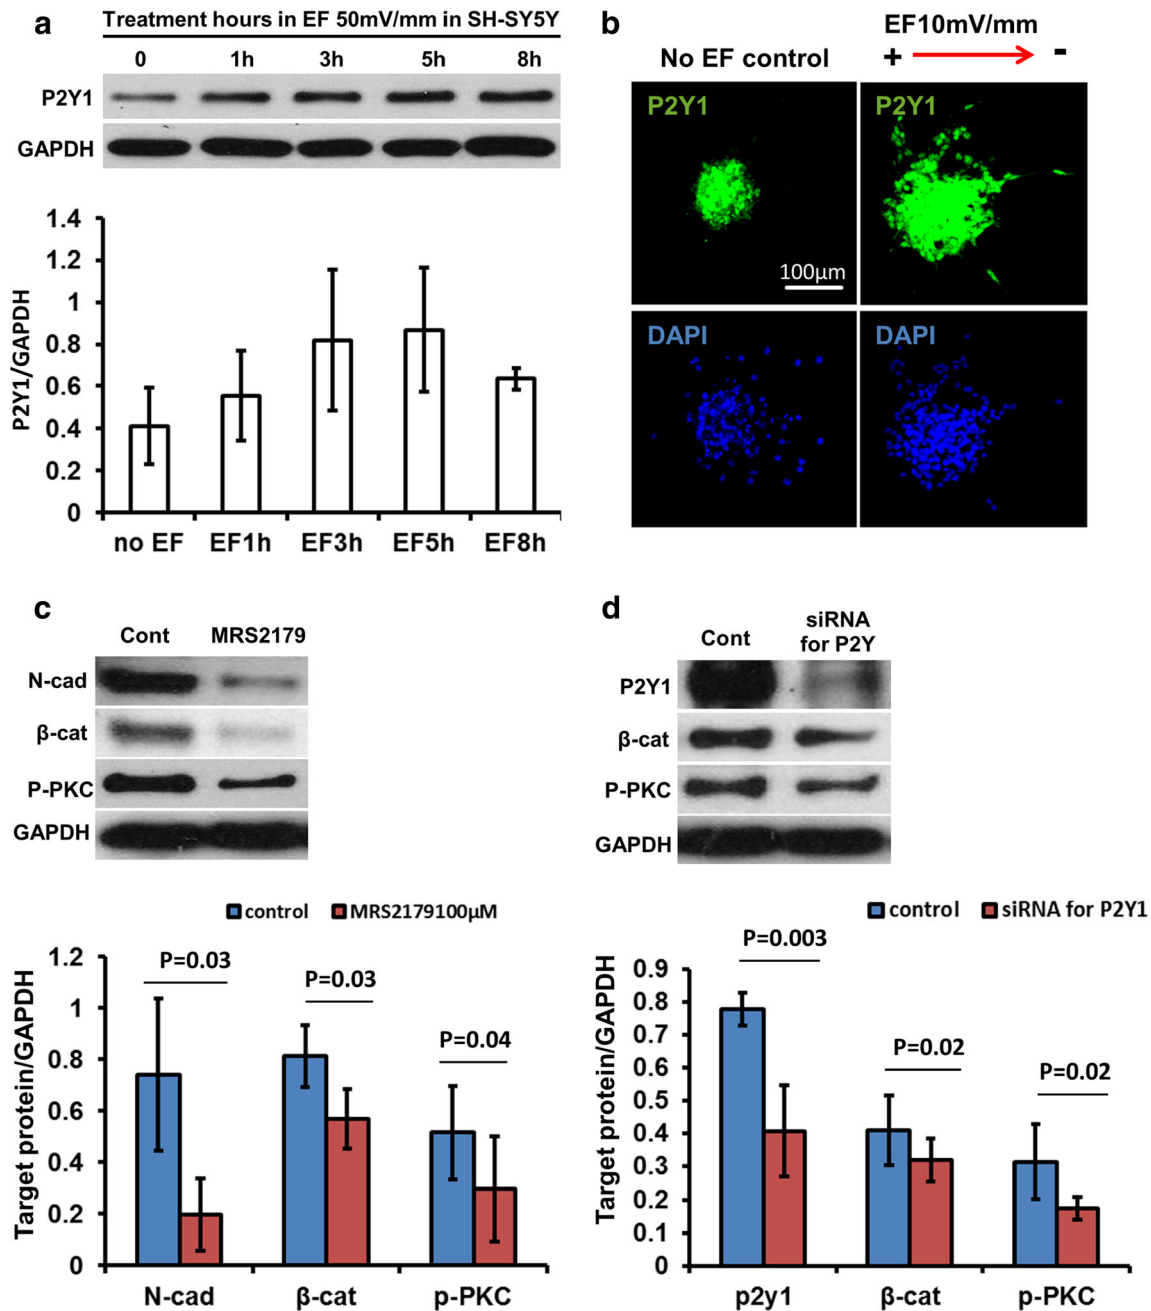 a
Treatment hours in EF 50mV/mm in SH-SY5Y
0 1h 3h 5h 8h
P2Y1
GAPDH
P2Y1/GAPDH
1.4
1.2
1
0.8
0.6
0.4
0.2
0
no EF EF1h EF3h EF5h EF8h
b
EF10mV/mm
No EF control + -
P2Y1 P2Y1
100μm
DAPI DAPI
c
Cont MRS2179
N-cad
β-cat
P-PKC
GAPDH
control MRS2179100μM
Target protein/GAPDH
1.2
1
0.8
0.6
0.4
0.2
0
P=0.03
P=0.03
P=0.04
N-cad β-cat p-PKC
d
Cont siRNA
for P2Y
P2Y1
β-cat
P-PKC
GAPDH
control siRNA for P2Y1
Target protein/GAPDH
0.9
0.8
0.7
0.6
0.5
0.4
0.3
0.2
0.1
0
P=0.003
P=0.02
P=0.02
p2y1 β-cat p-PKC